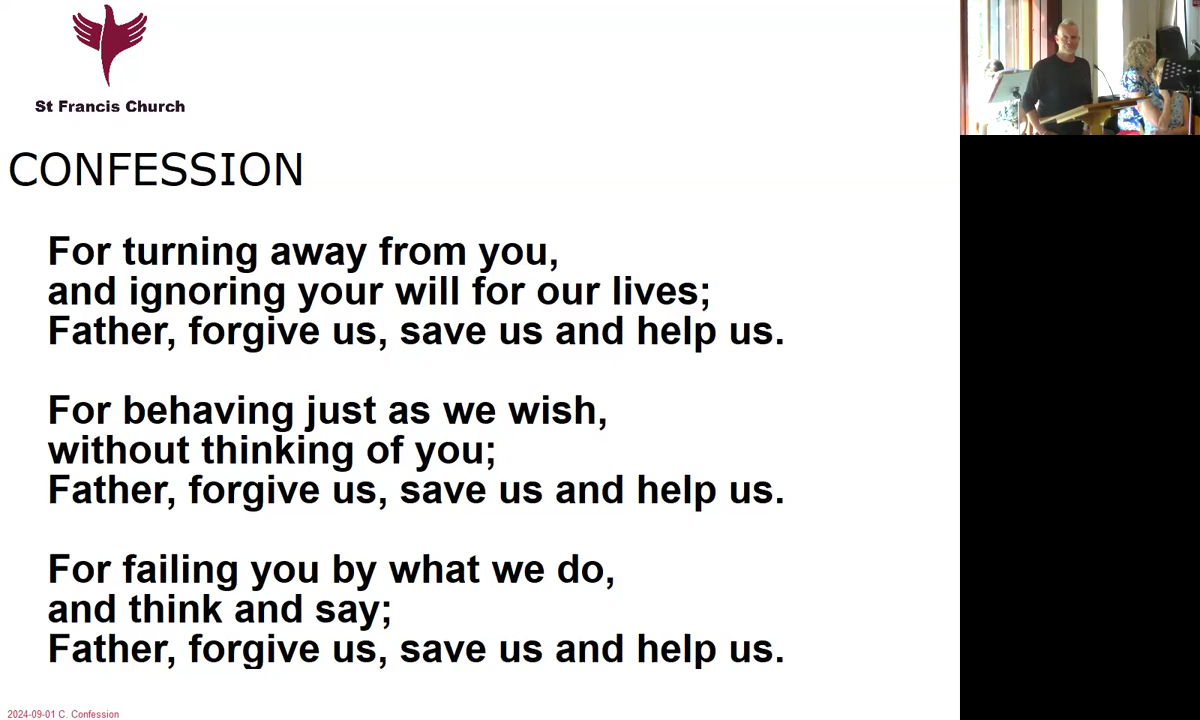 St Francis Church
CONFESSION
For turning away from you,
and ignoring your will for our lives;
Father, forgive us, save us and help us.
For behaving just as we wish,
without thinking of you;
Father, forgive us, save us and help us.
For failing you by what we do,
and think and say;
Father, forgive us, save us and help us.
2024-09-01 C. Confession